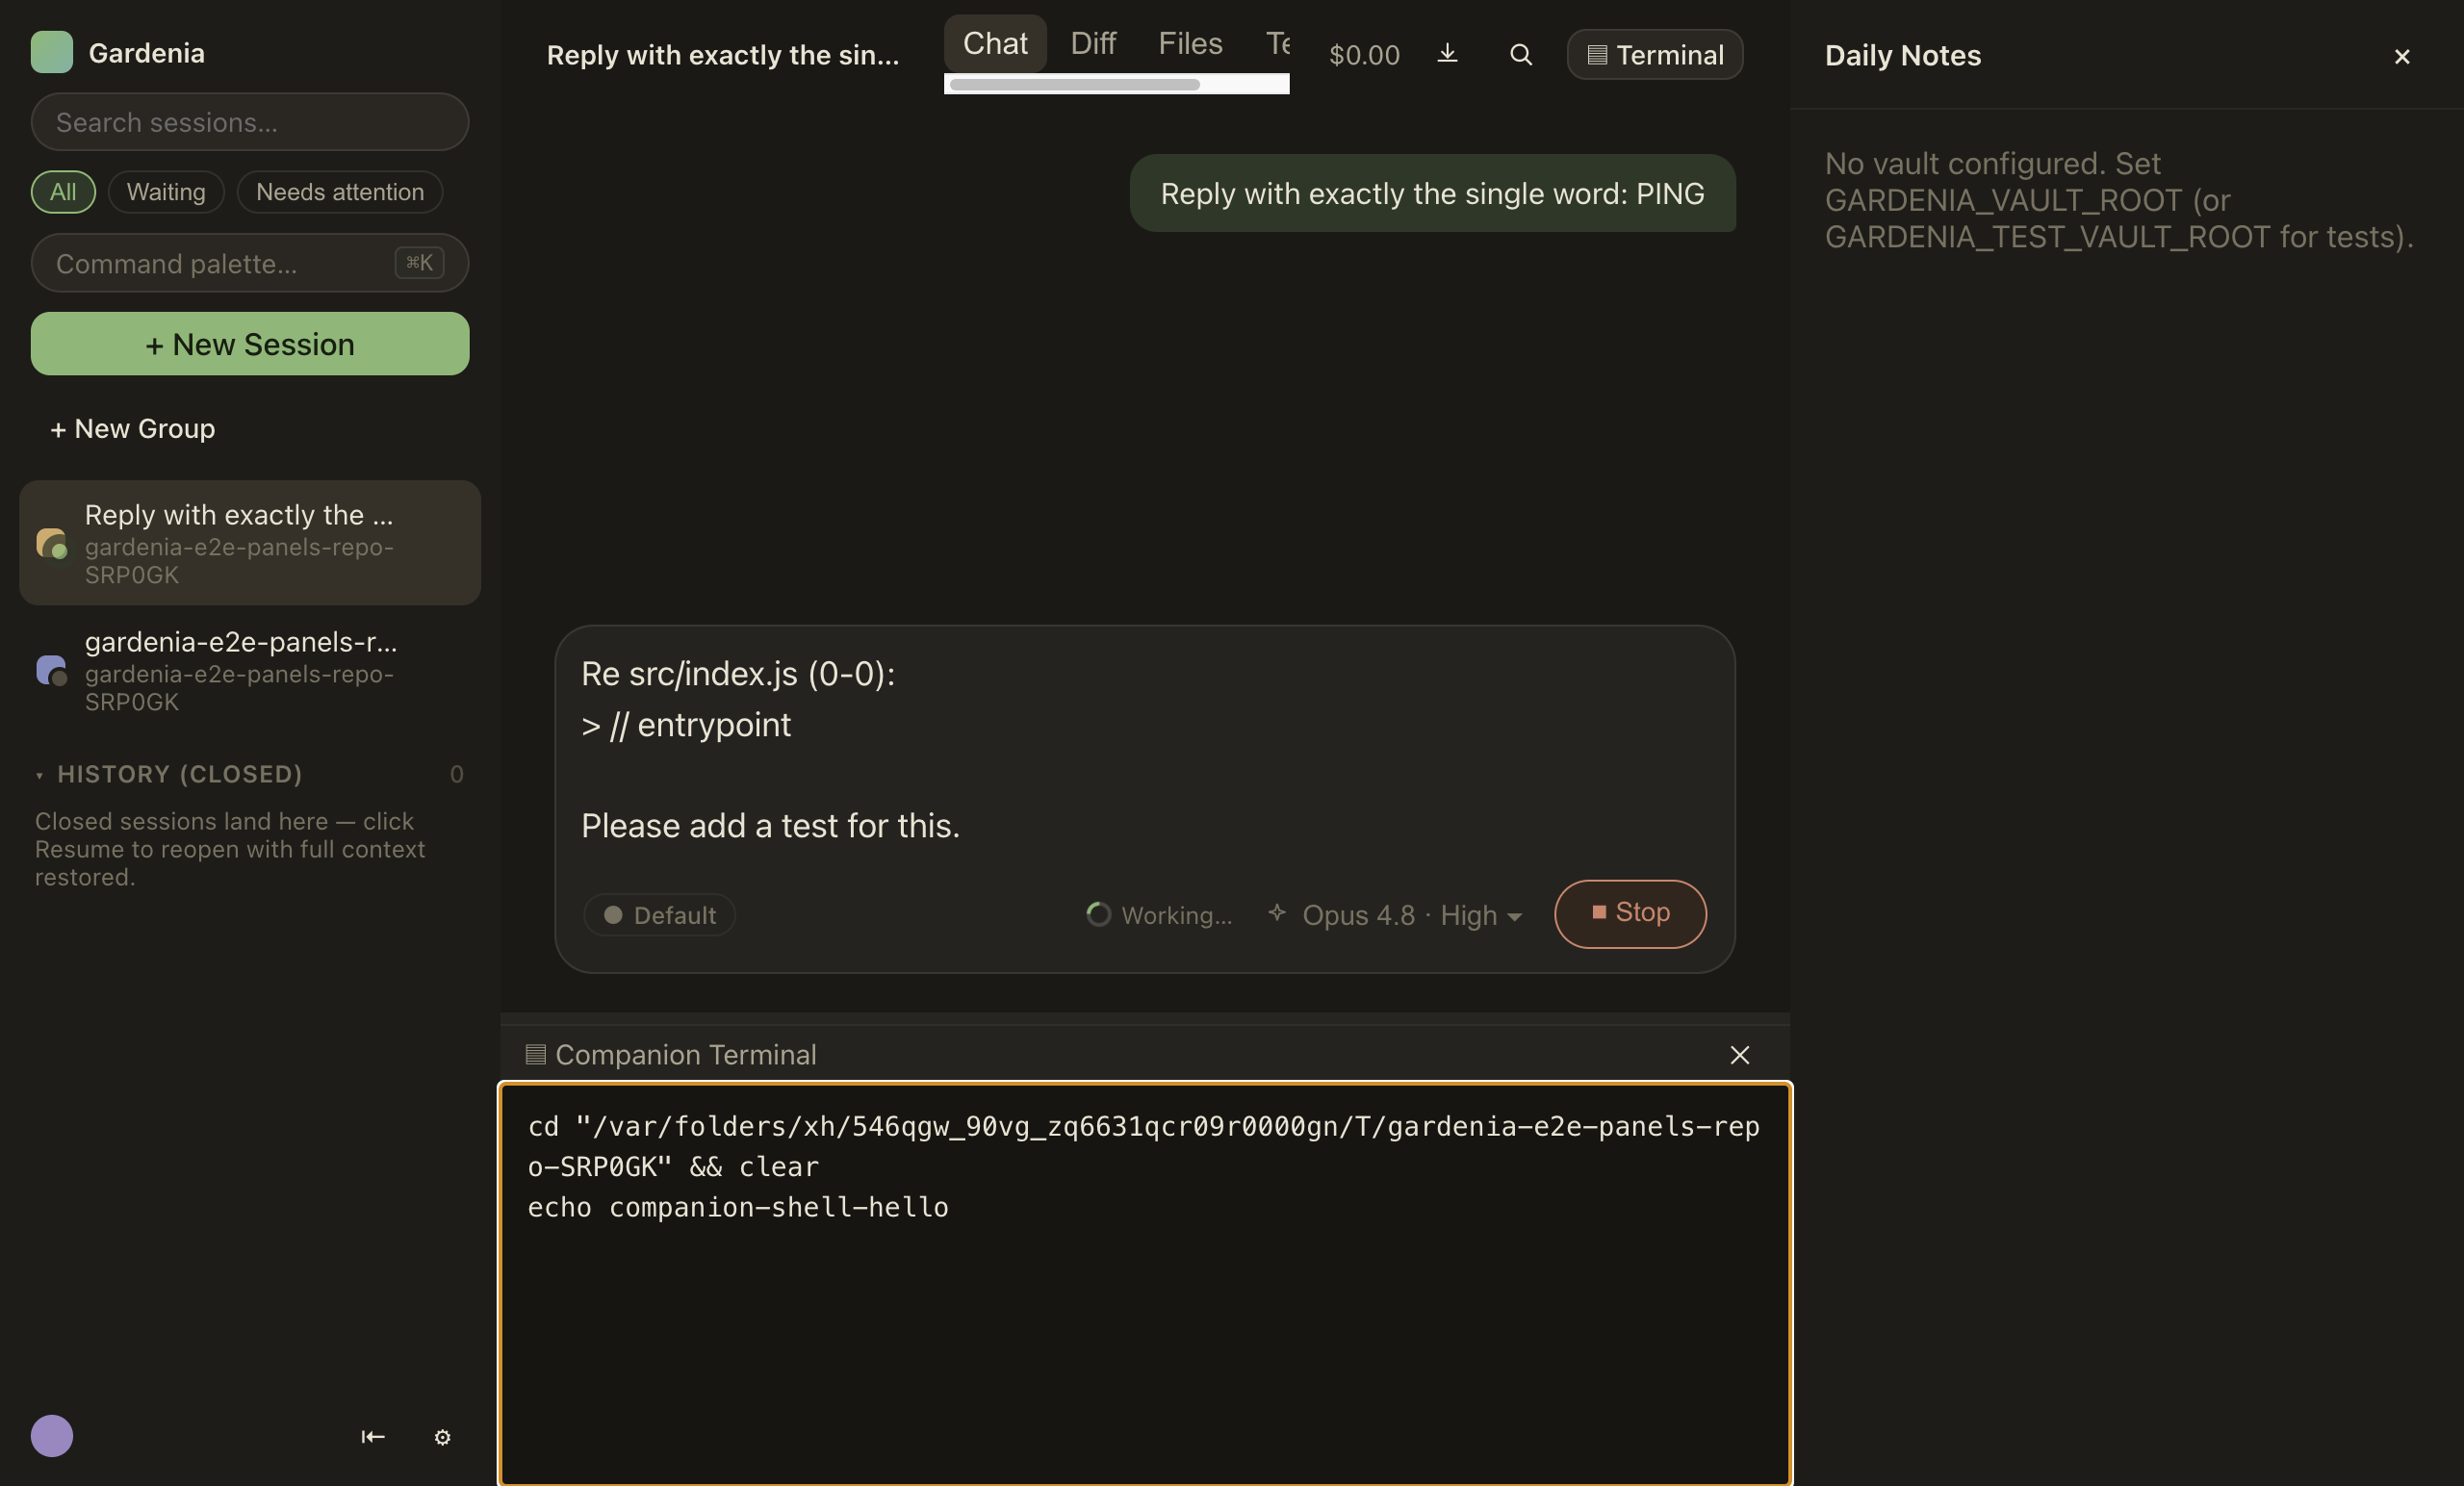 Gardenia
Search sessions...
All
Waiting
Needs attention
Command palette...
⌘K
+ New Session
+ New Group
Reply with exactly the ...
gardenia-e2e-panels-repo-
SRP0GK
gardenia-e2e-panels-r...
gardenia-e2e-panels-repo-
SRP0GK
HISTORY (CLOSED)
0
Closed sessions land here — click
Resume to reopen with full context
restored.
Reply with exactly the sin...
Chat
Diff
Files
Te
$0.00
Terminal
Reply with exactly the single word: PING
Re src/index.js (0-0):
> // entrypoint
Please add a test for this.
Default
Working...
Opus 4.8 · High
Stop
Companion Terminal
cd "/var/folders/xh/546qgw_90vg_zq6631qcr09r0000gn/T/gardenia-e2e-panels-rep
o-SRP0GK" && clear
echo companion-shell-hello
Daily Notes
No vault configured. Set
GARDENIA_VAULT_ROOT (or
GARDENIA_TEST_VAULT_ROOT for tests).